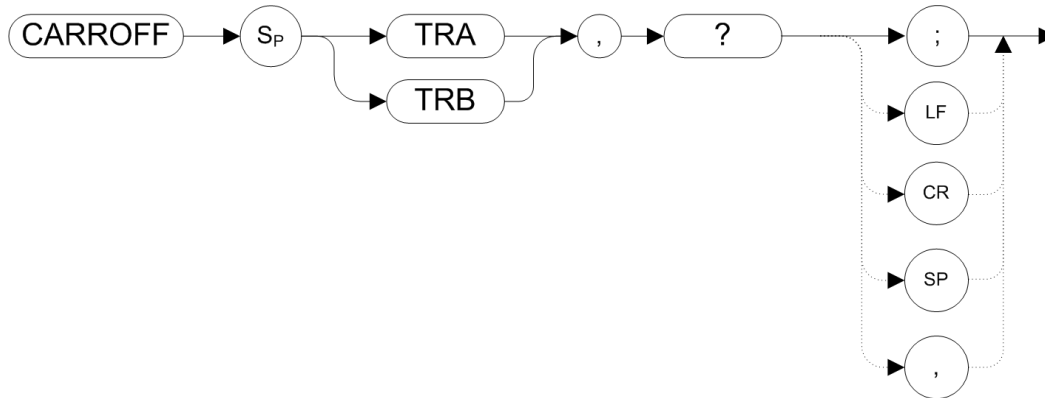 CARROFF SP TRA , ? ;
TRB
LF
CR
SP
,